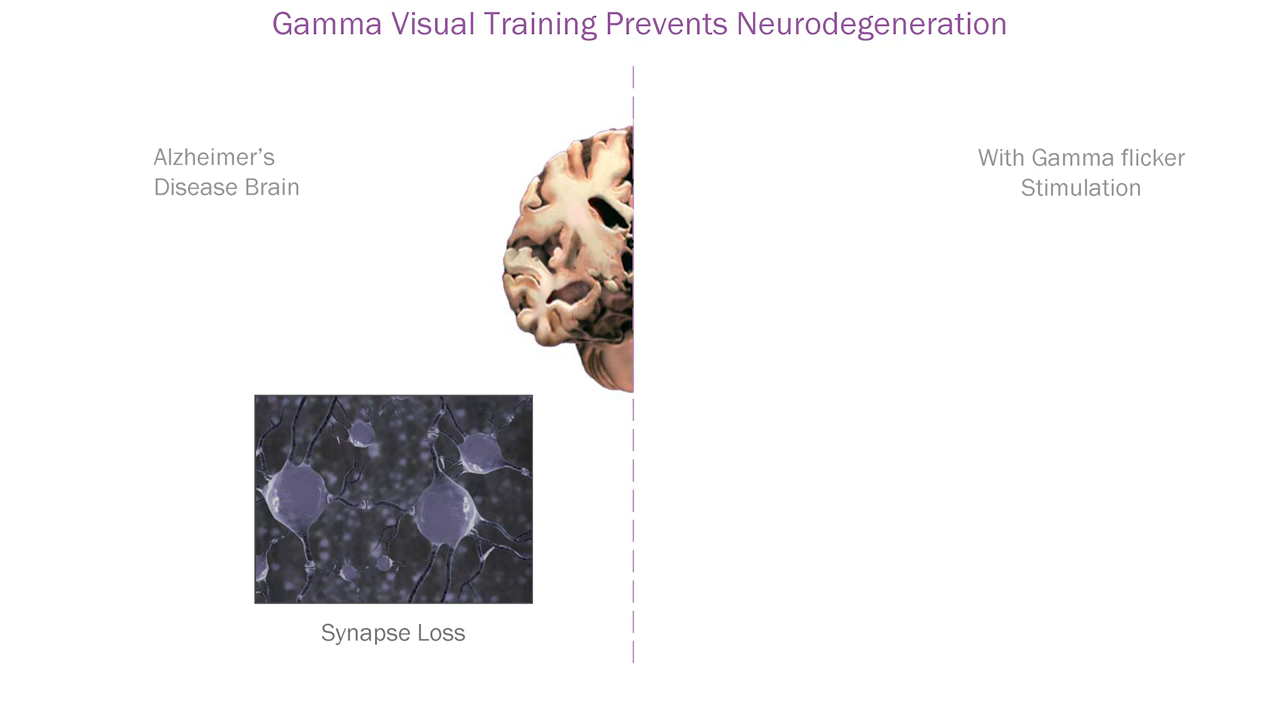 Gamma Visual Training Prevents Neurodegeneration
Alzheimer’s
Disease Brain
With Gamma flicker
Stimulation
Synapse Loss